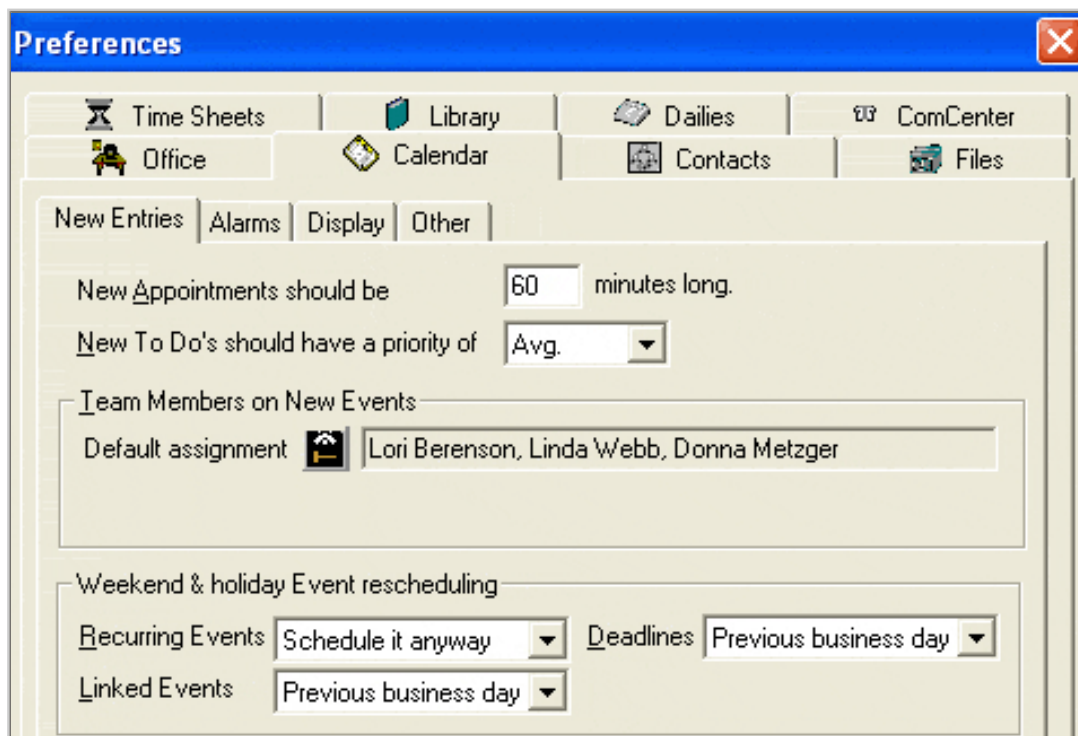 Preferences
Time Sheets Library Dailies ComCenter
Office Calendar Contacts Files
New Entries Alarms Display Other
New Appointments should be 60 minutes long.
New To Do's should have a priority of Avg.
Team Members on New Events
Default assignment Lori Berenson, Linda Webb, Donna Metzger
Weekend & holiday Event rescheduling
Recurring Events Schedule it anyway Deadlines Previous business day
Linked Events Previous business day